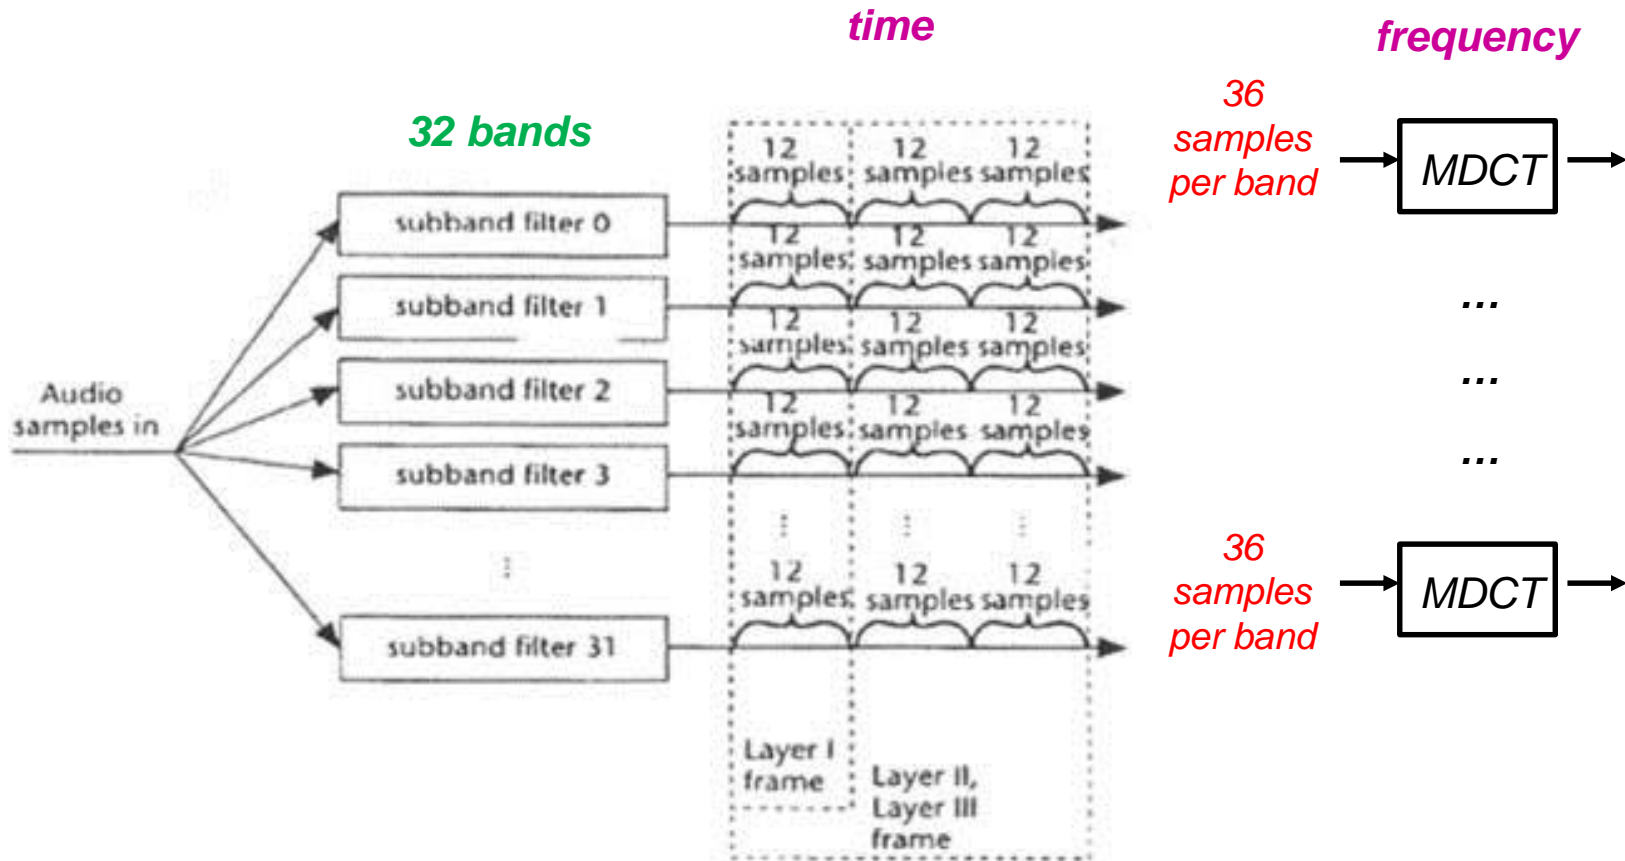 time
frequency
32 bands
36
samples
per band
MDCT
12 12 12
samples samples samples
subband filter 0
12 12 12
samples samples samples
subband filter 1
...
12 12 12
samples samples samples
subband filter 2
...
Audio
samples in
12 12 12
samples samples samples
subband filter 3
...
... ... ...
...
36
samples
per band
MDCT
12 12 12
samples samples samples
subband filter 31
Layer I
frame
Layer II,
Layer III
frame